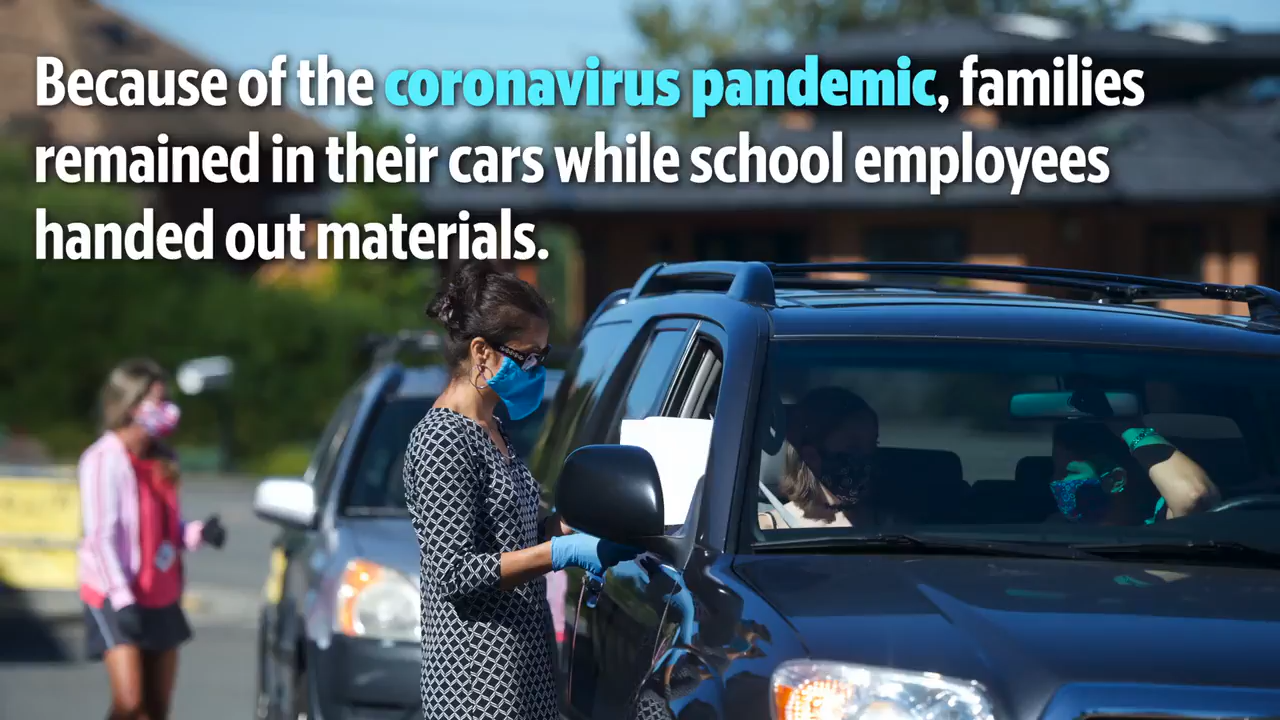 Because of the coronavirus pandemic, families
remained in their cars while school employees
handed out materials.